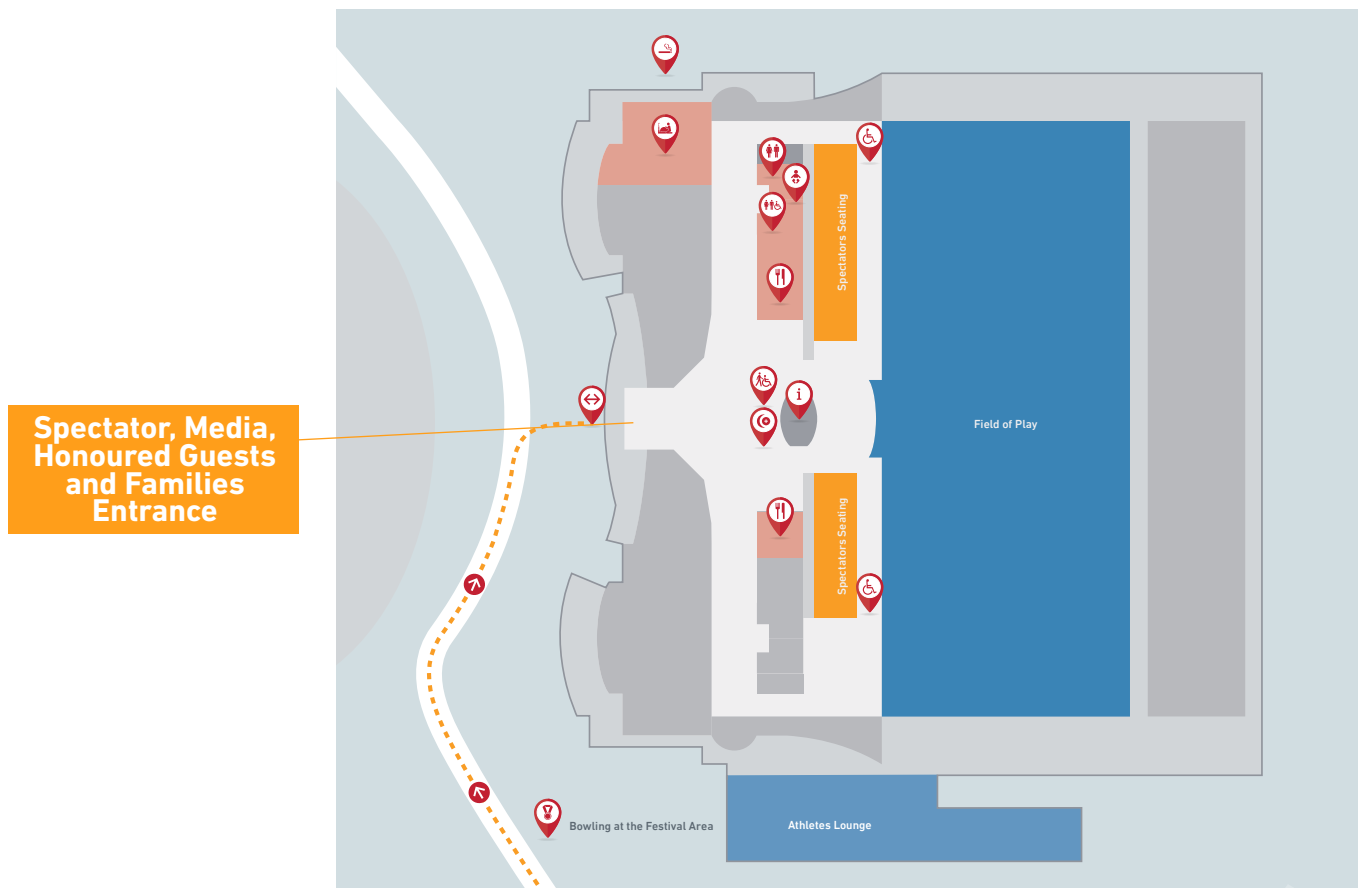 Spectator, Media,
Honoured Guests
and Families
Entrance
Spectators Seating
i
Field of Play
Spectators Seating
Bowling at the Festival Area
Athletes Lounge